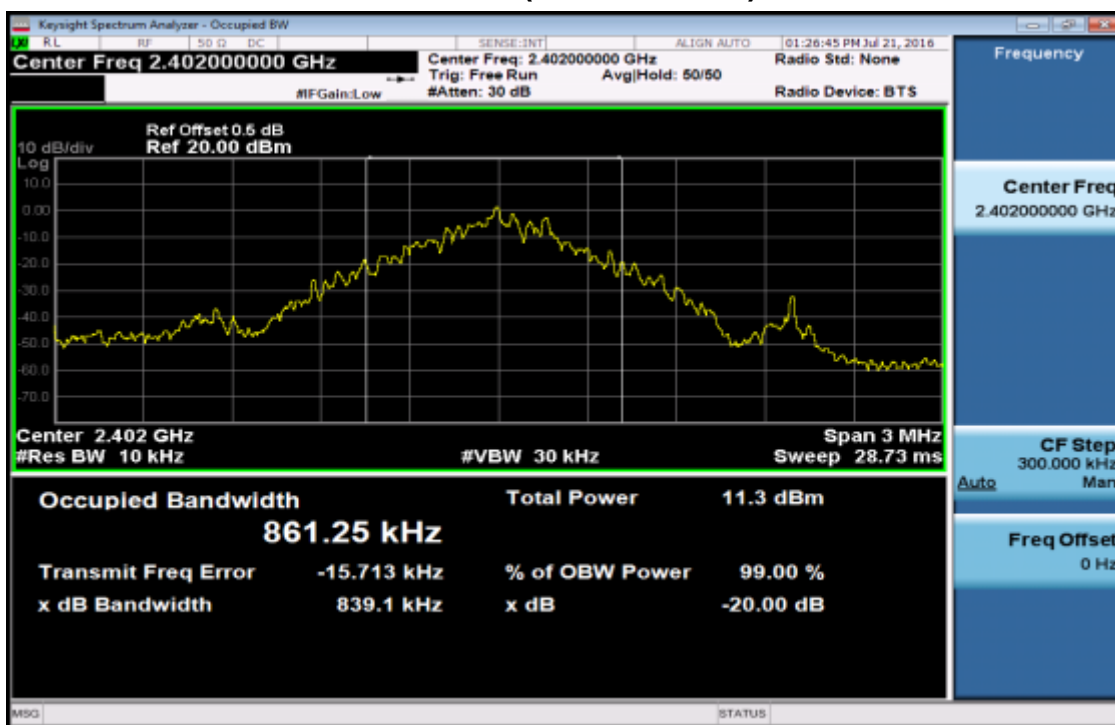 Keysight Spectrum Analyzer - Occupied BW
RL RF 50 Ω DC SENSE:INT ALIGN AUTO 01:26:45 PM Jul 21, 2016
Center Freq 2.402000000 GHz
Center Freq: 2.402000000 GHz Radio Std: None
Trig: Free Run Avg|Hold: 50/50
#IFGain:Low #Atten: 30 dB Radio Device: BTS
Ref Offset 0.5 dB
10 dB/div Ref 20.00 dBm
Log
10.0
0.00
-10.0
-20.0
-30.0
-40.0
-50.0
-60.0
-70.0
Center 2.402 GHz Span 3 MHz
#Res BW 10 kHz #VBW 30 kHz Sweep 28.73 ms
Occupied Bandwidth Total Power 11.3 dBm
861.25 kHz
Transmit Freq Error -15.713 kHz % of OBW Power 99.00 %
x dB Bandwidth 839.1 kHz x dB -20.00 dB
MSG STATUS
Frequency
Center Freq
2.402000000 GHz
CF Step
300.000 kHz
Auto Man
Freq Offset
0 Hz